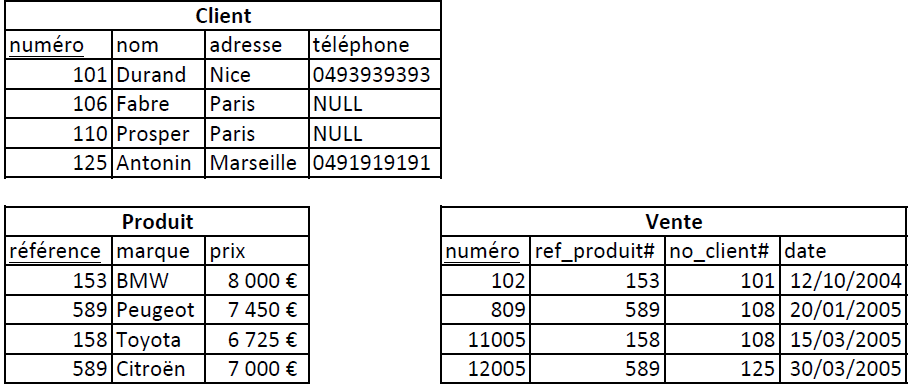 Client
numéro nom adresse téléphone
101 Durand Nice 0493939393
106 Fabre Paris NULL
110 Prosper Paris NULL
125 Antonin Marseille 0491919191
Produit
référence marque prix
153 BMW 8 000 €
589 Peugeot 7 450 €
158 Toyota 6 725 €
589 Citroën 7 000 €
Vente
numéro ref_produit# no_client# date
102 153 101 12/10/2004
809 589 108 20/01/2005
11005 158 108 15/03/2005
12005 589 125 30/03/2005